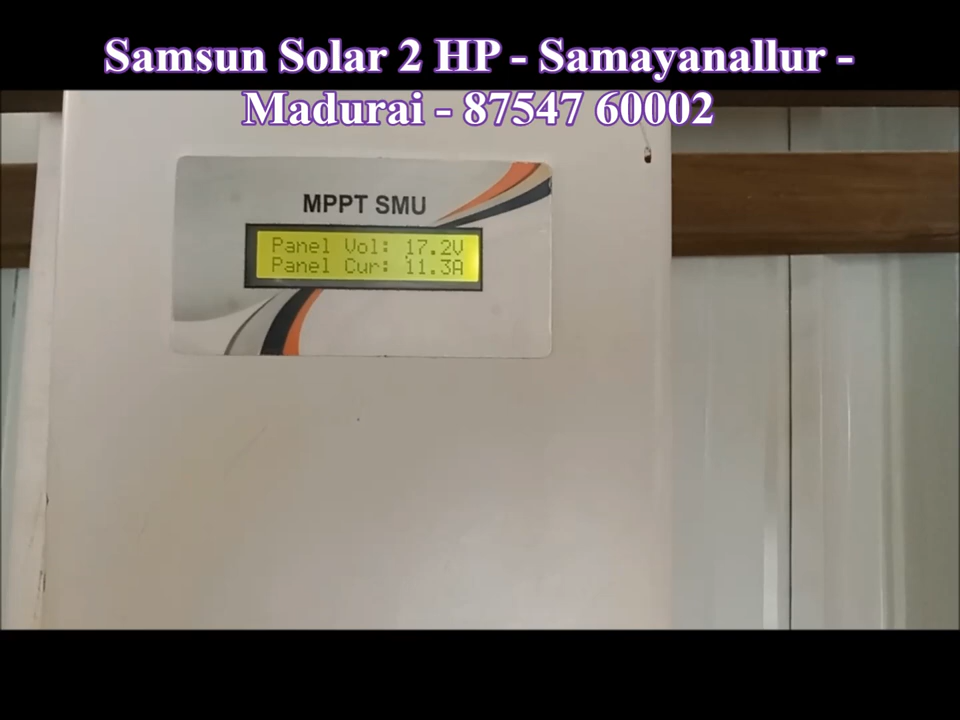 Samsun Solar 2 HP - Samayanallur -
Madurai - 87547 60002
MPPT SMU
Panel Vol: 17.2V
Panel Cur: 11.3A